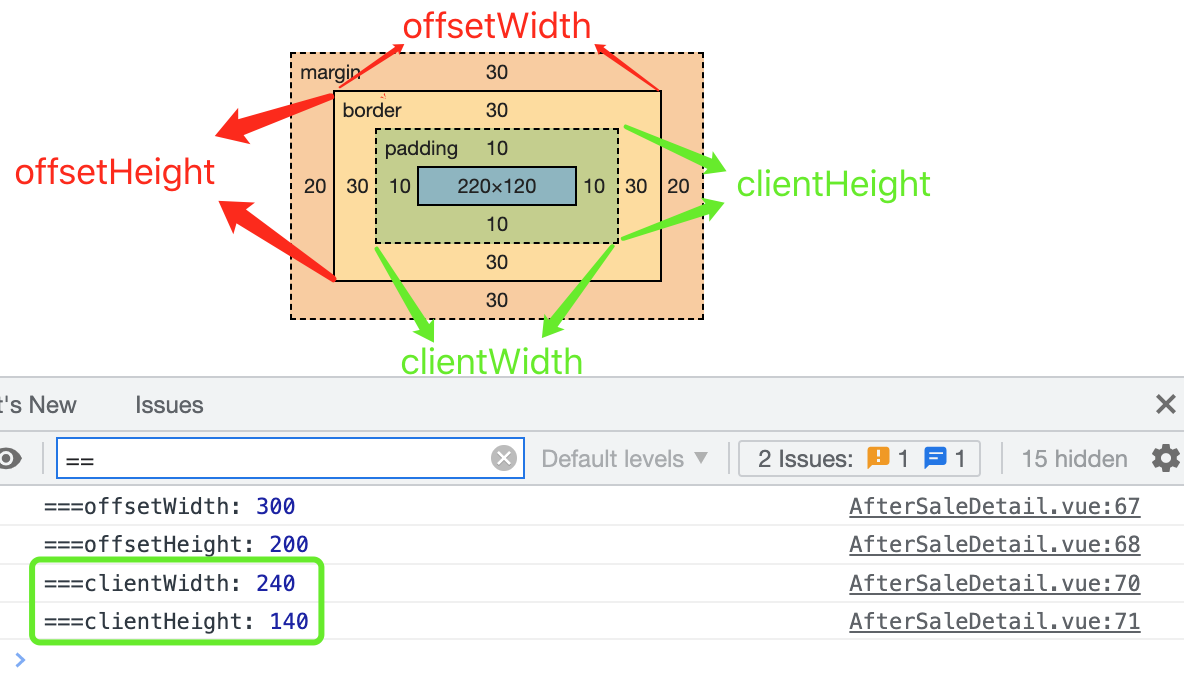 offsetWidth
margin 30
border 30
padding 10
offsetHeight
20 30 10 220×120 10 30 20
clientHeight
10
30
30
clientWidth
t's New Issues
== Default levels ▼ 2 Issues: 1 1 15 hidden
===offsetWidth: 300 AfterSaleDetail.vue:67
===offsetHeight: 200 AfterSaleDetail.vue:68
===clientWidth: 240 AfterSaleDetail.vue:70
===clientHeight: 140 AfterSaleDetail.vue:71